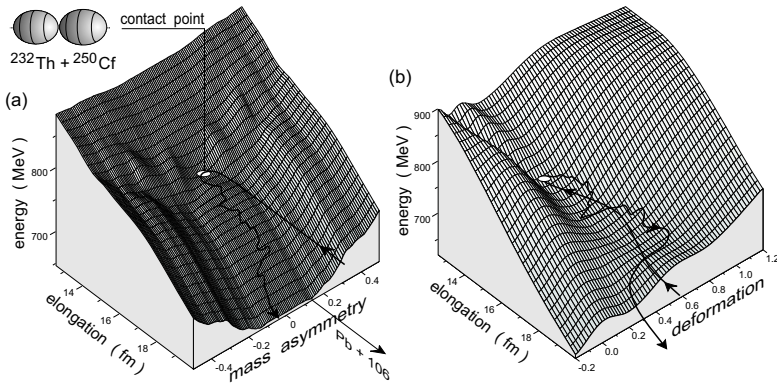 contact point
²³²Th + ²⁵⁰Cf
(a)
energy ( MeV )
800
700
14
16
18
elongation ( fm )
-0.4
-0.2
0
0.2
0.4
mass asymmetry
Pb + 106
(b)
energy ( MeV )
900
800
700
14
16
18
elongation ( fm )
-0.2
0.0
0.2
0.4
0.6
0.8
1.0
1.2
deformation